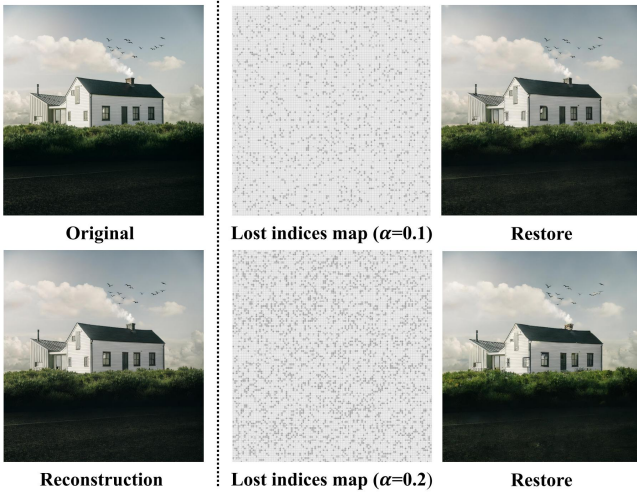 Original
Lost indices map (α=0.1)
Restore
Reconstruction
Lost indices map (α=0.2)
Restore